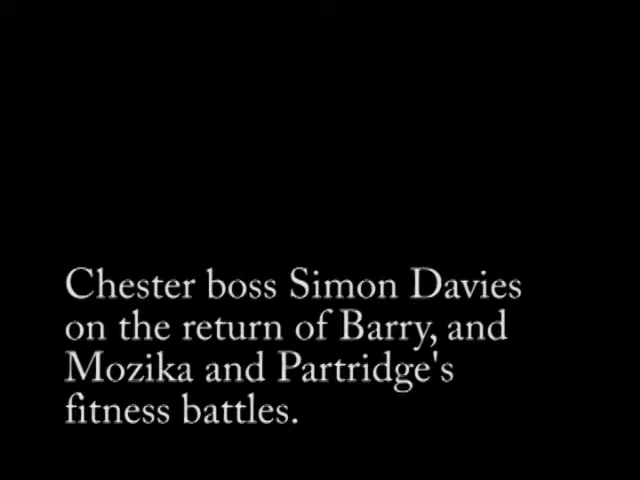 Chester boss Simon Davies
on the return of Barry, and
Mozika and Partridge's
fitness battles.